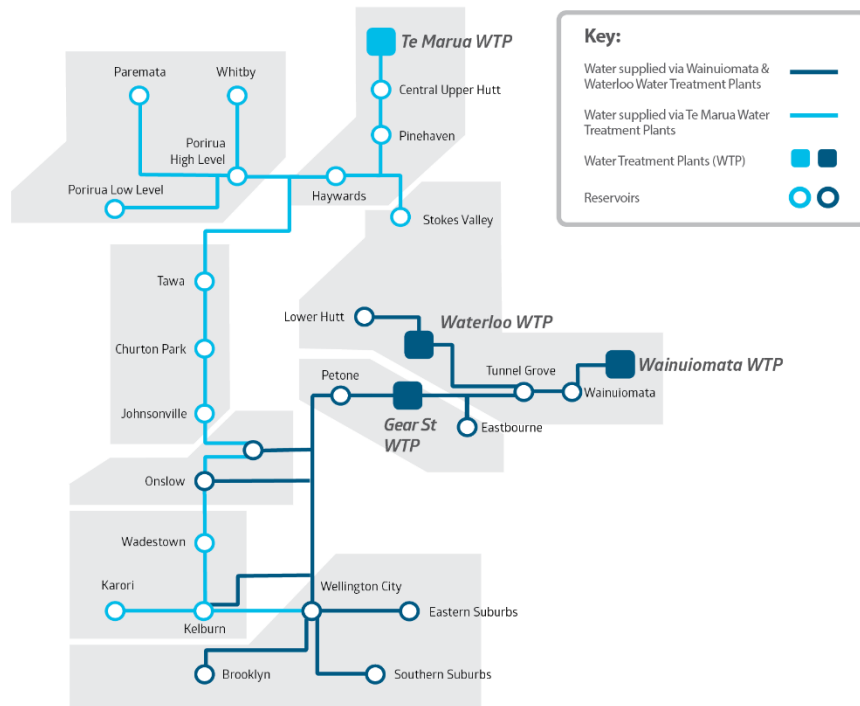 Te Marua WTP
Paremata
Whitby
Central Upper Hutt
Pinehaven
Porirua
High Level
Haywards
Porirua Low Level
Stokes Valley
Tawa
Lower Hutt
Waterloo WTP
Churton Park
Tunnel Grove
Wainuiomata WTP
Petone
Wainuiomata
Johnsonville
Gear St
WTP
Eastbourne
Onslow
Wadestown
Karori
Wellington City
Kelburn
Eastern Suburbs
Brooklyn
Southern Suburbs
Key:
Water supplied via Wainuiomata &
Waterloo Water Treatment Plants
Water supplied via Te Marua Water
Treatment Plants
Water Treatment Plants (WTP)
Reservoirs